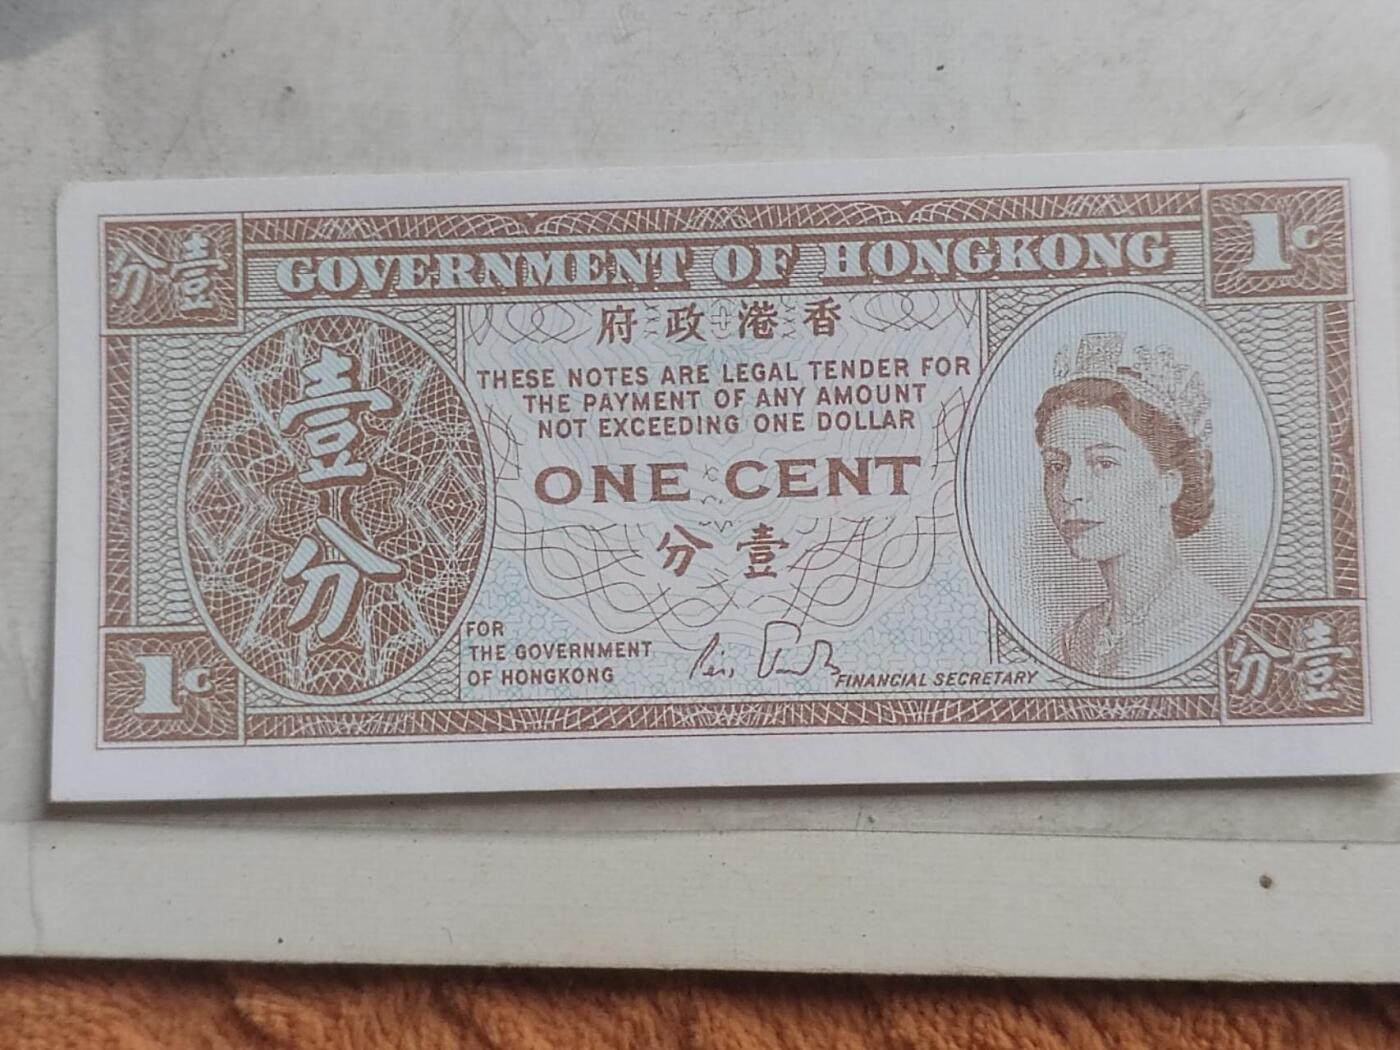 分壹
GOVERNMENT OF HONGKONG
1C
府政港香
THESE NOTES ARE LEGAL TENDER FOR
THE PAYMENT OF ANY AMOUNT
NOT EXCEEDING ONE DOLLAR
壹分
ONE CENT
分壹
FOR
THE GOVERNMENT
OF HONGKONG
FINANCIAL SECRETARY
1C
分壹